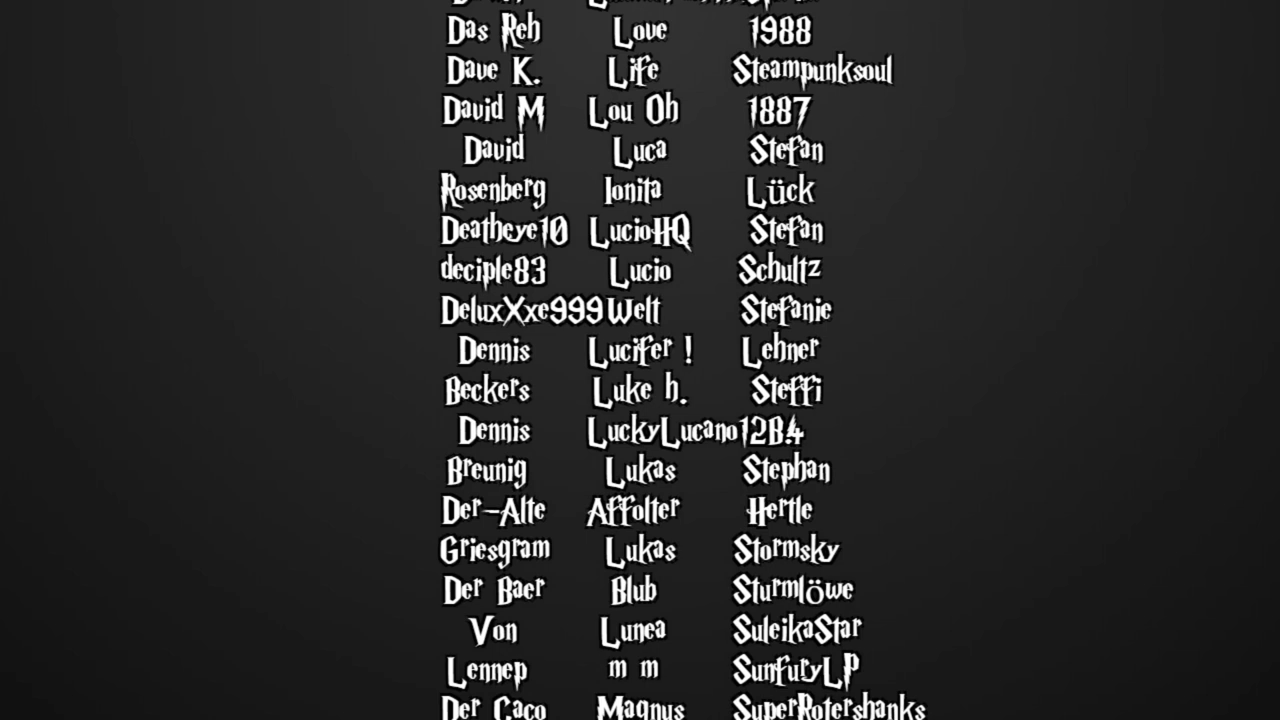 Das Reh Love 1988
Dave K. Life Steampunksoul
David M Lou Oh 1887
David Luca Stefan
Rosenberg Ionita Lück
Deatheye10 LucioHQ Stefan
deciple83 Lucio Schultz
DeluxXxe999 Welt Stefanie
Dennis Lucifer ! Lehner
Beckers Luke h. Steffi
Dennis LuckyLucano12B4
Breunig Lukas Stephan
Der-Alte Affolter Hertle
Griesgram Lukas Stormsky
Der Baer Blub Sturmlöwe
Von Lunea SuleikaStar
Lennep m m SunfuryLP
Der Caco Magnus SuperRotershanks